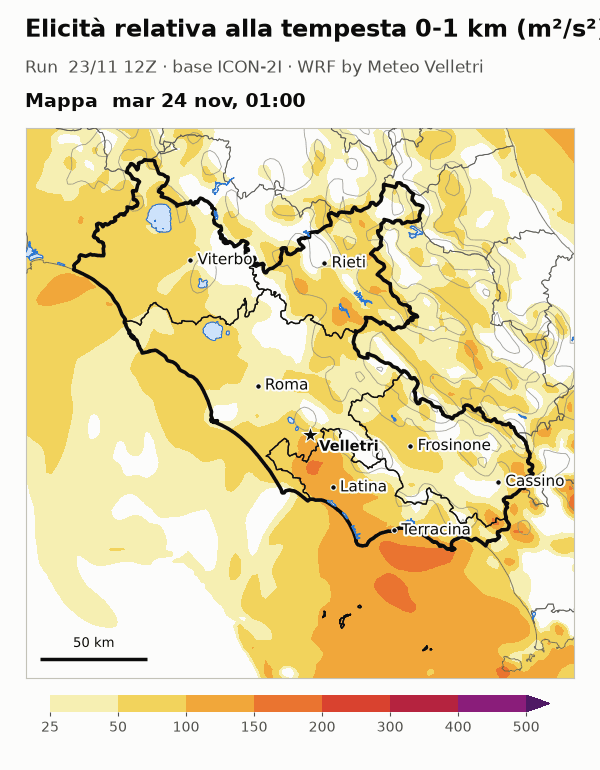 Elicità relativa alla tempesta 0-1 km (m²/s²)
Run  23/11 12Z · base ICON-2I · WRF by Meteo Velletri
Mappa  mar 24 nov, 01:00
Viterbo
Rieti
Roma
Velletri
Frosinone
Latina
Cassino
Terracina
50 km
25 50 100 150 200 300 400 500